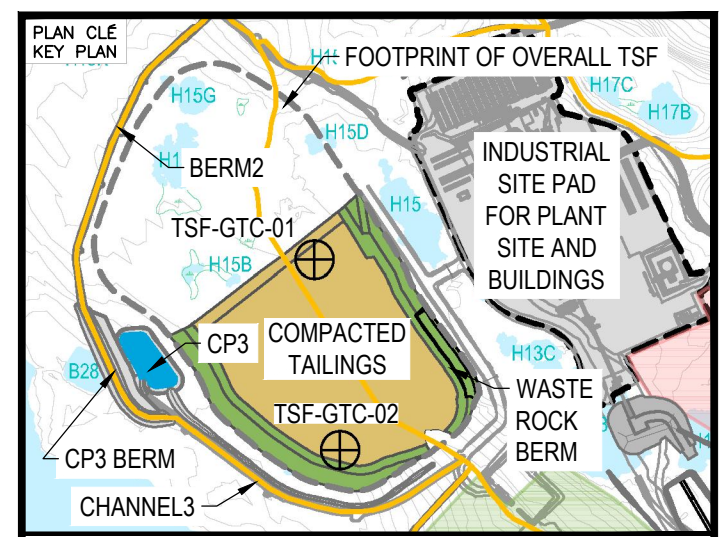 PLAN CLÉ
KEY PLAN
FOOTPRINT OF OVERALL TSF
H17C
H17B
H15G
H15D
H1
BERM2
INDUSTRIAL
SITE PAD
FOR PLANT
SITE AND
BUILDINGS
H15
TSF-GTC-01
H15B
CP3
COMPACTED
TAILINGS
H13C
B28
WASTE
ROCK
BERM
TSF-GTC-02
CP3 BERM
CHANNEL3